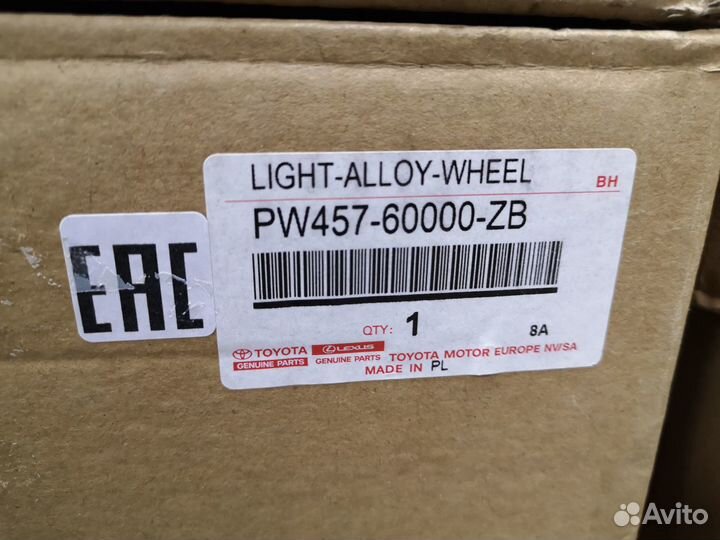 LIGHT-ALLOY-WHEEL
BH
PW457-60000-ZB
EAC
QTY: 1
8A
TOYOTA
GENUINE PARTS
LEXUS
GENUINE PARTS
TOYOTA MOTOR EUROPE NV/SA
MADE IN PL
Avito